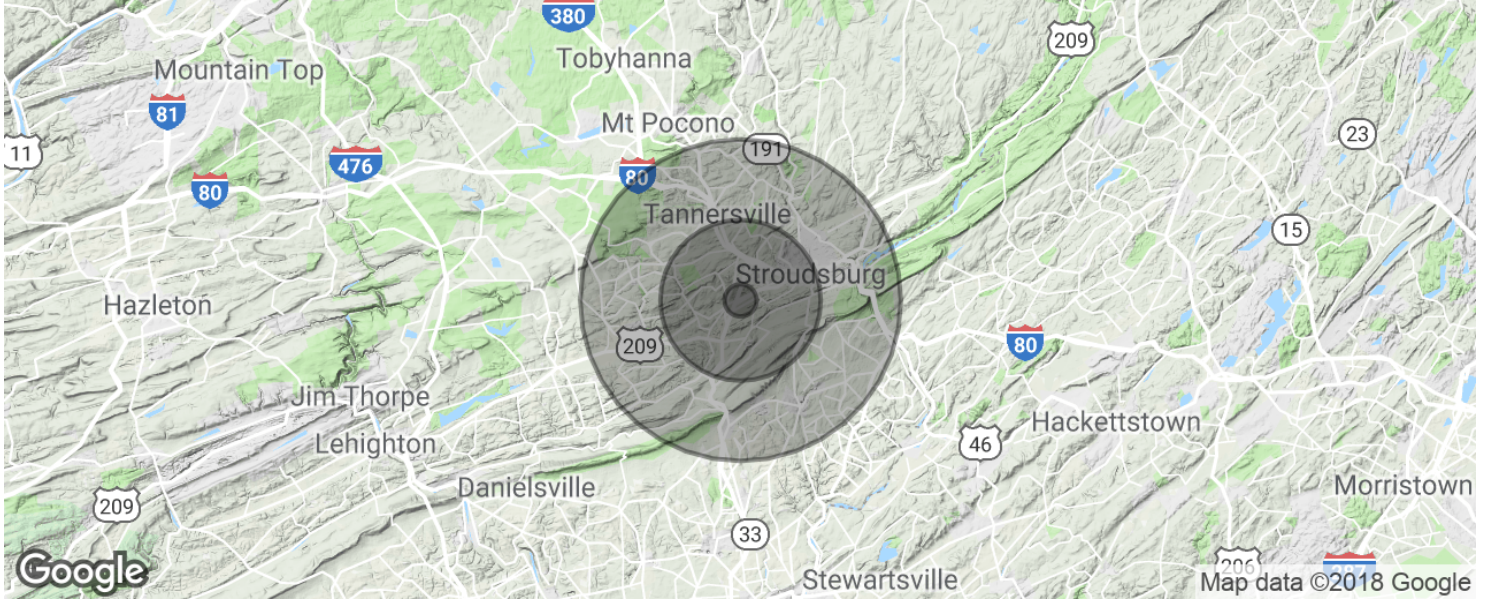 380
209
Tobyhanna
Mountain Top
81
Mt Pocono
23
191
11
476
80
80
Tannersville
15
Stroudsburg
Hazleton
209
80
Jim Thorpe
Hackettstown
Lehighton
46
Danielsville
Morristown
209
33
206
287
Google
Stewartsville
Map data ©2018 Google